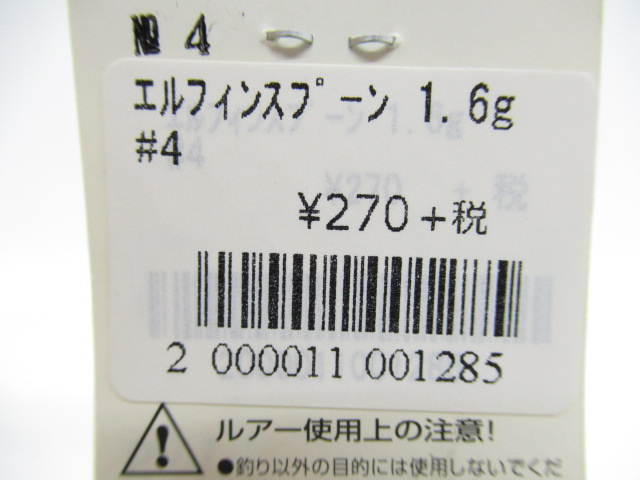 № 4
エルフィンスプーン 1.6g
#4
¥270+税
2 000011 001285
ルアー使用上の注意!
●釣り以外の目的には使用しないでくだ